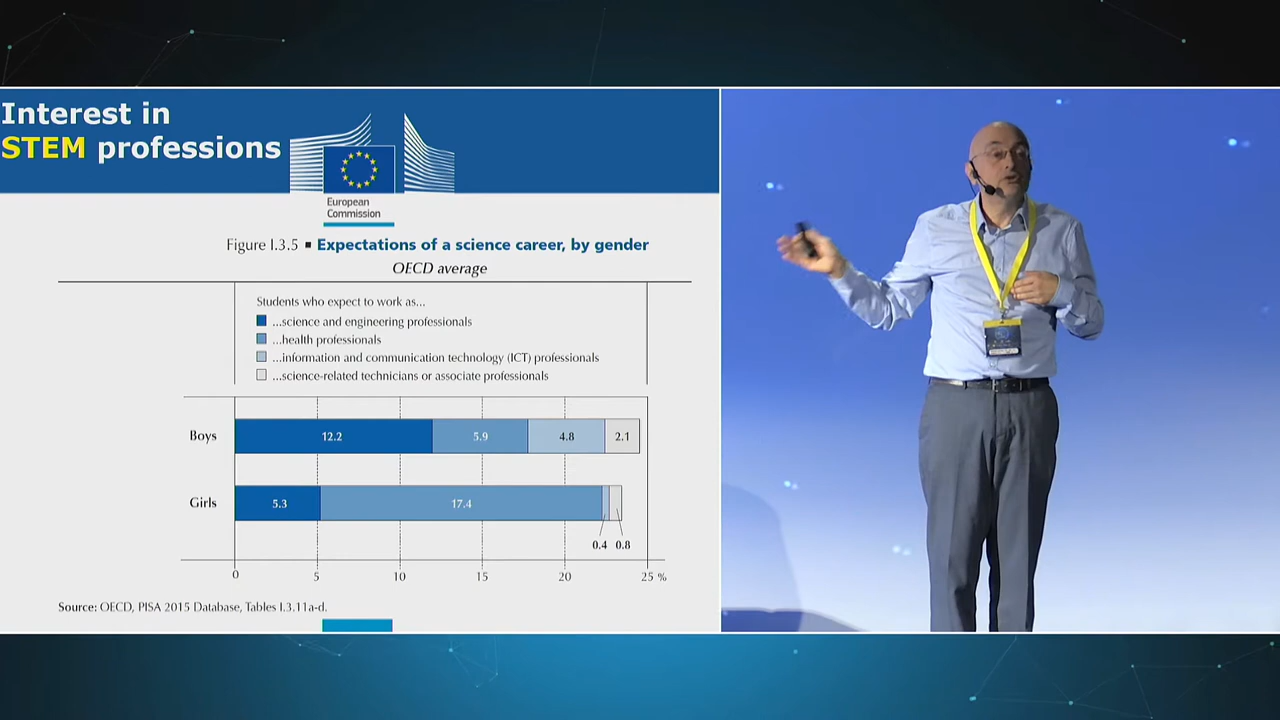 Interest in
STEM professions
European
Commission
Figure I.3.5 ■ Expectations of a science career, by gender
OECD average
Students who expect to work as...
...science and engineering professionals
...health professionals
...information and communication technology (ICT) professionals
...science-related technicians or associate professionals
Boys 12.2 5.9 4.8 2.1
Girls 5.3 17.4
0.4 0.8
0 5 10 15 20 25 %
Source: OECD, PISA 2015 Database, Tables I.3.11a-d.